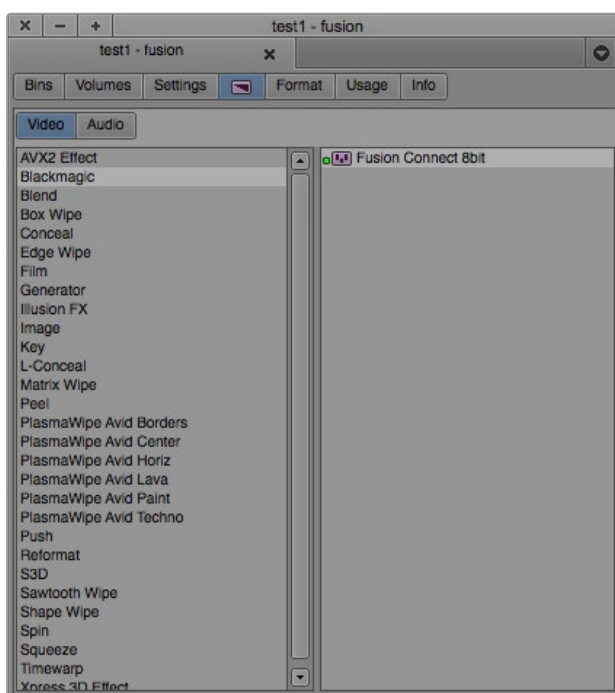 test1 - fusion
test1 - fusion
Bins Volumes Settings Format Usage Info
Video Audio
AVX2 Effect
Blackmagic
Blend
Box Wipe
Conceal
Edge Wipe
Film
Generator
Illusion FX
Image
Key
L-Conceal
Matrix Wipe
Peel
PlasmaWipe Avid Borders
PlasmaWipe Avid Center
PlasmaWipe Avid Horiz
PlasmaWipe Avid Lava
PlasmaWipe Avid Paint
PlasmaWipe Avid Techno
Push
Reformat
S3D
Sawtooth Wipe
Shape Wipe
Spin
Squeeze
Timewarp
Xpress 3D Effect
Fusion Connect 8bit